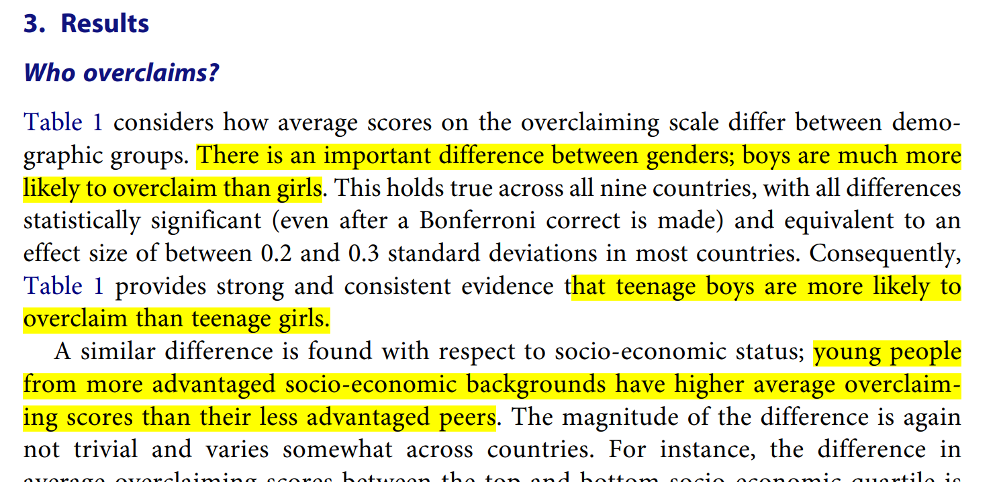 3. Results
Who overclaims?
Table 1 considers how average scores on the overclaiming scale differ between demo-
graphic groups. There is an important difference between genders; boys are much more
likely to overclaim than girls. This holds true across all nine countries, with all differences
statistically significant (even after a Bonferroni correct is made) and equivalent to an
effect size of between 0.2 and 0.3 standard deviations in most countries. Consequently,
Table 1 provides strong and consistent evidence that teenage boys are more likely to
overclaim than teenage girls.
A similar difference is found with respect to socio-economic status; young people
from more advantaged socio-economic backgrounds have higher average overclaim-
ing scores than their less advantaged peers. The magnitude of the difference is again
not trivial and varies somewhat across countries. For instance, the difference in
average overclaiming scores between the top and bottom socio-economic quartile is